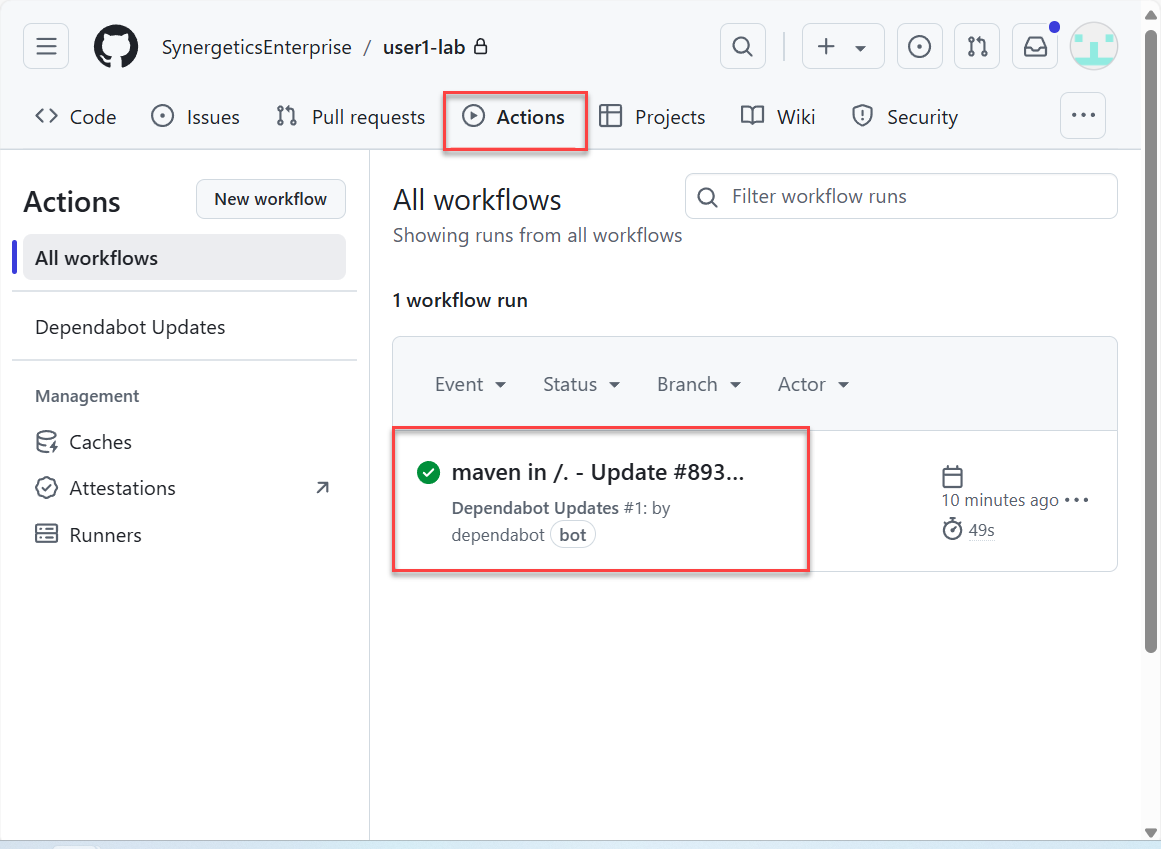 SynergeticsEnterprise / user1-lab
Code Issues Pull requests Actions Projects Wiki Security
Actions
New workflow
All workflows
Dependabot Updates
Management
Caches
Attestations
Runners
All workflows
Filter workflow runs
Showing runs from all workflows
1 workflow run
Event Status Branch Actor
maven in /. - Update #893...
Dependabot Updates #1: by
dependabot bot
10 minutes ago
49s